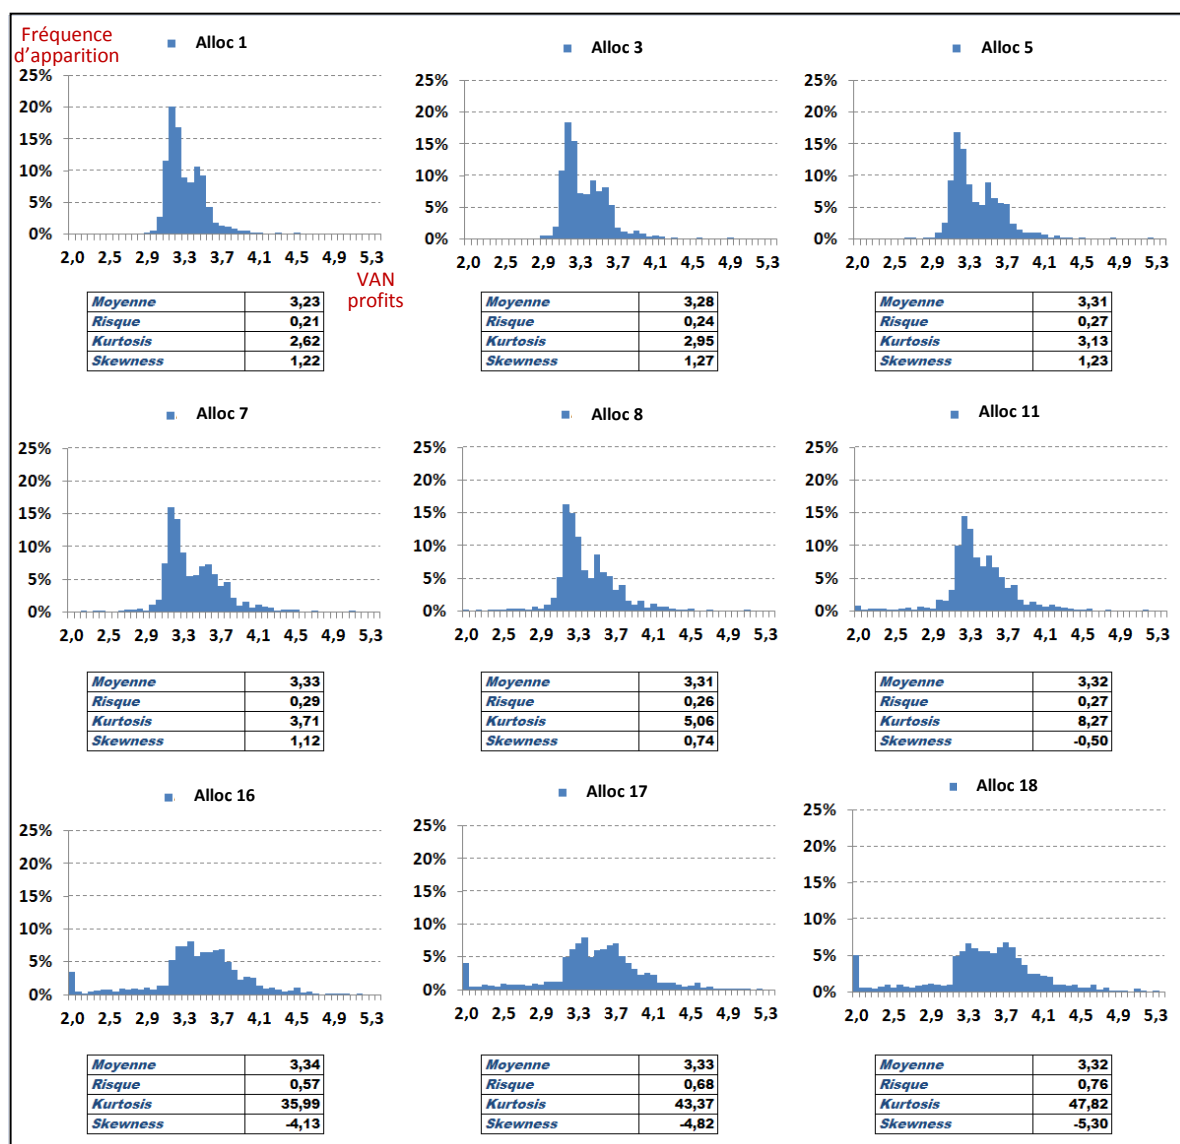 Fréquence
d'apparition
Alloc 1
Alloc 3
Alloc 5
25%
20%
15%
10%
5%
0%
2,0 2,5 2,9 3,3 3,7 4,1 4,5 4,9 5,3
VAN
profits
25%
20%
15%
10%
5%
0%
2,0 2,5 2,9 3,3 3,7 4,1 4,5 4,9 5,3
25%
20%
15%
10%
5%
0%
2,0 2,5 2,9 3,3 3,7 4,1 4,5 4,9 5,3
Moyenne 3,23
Risque 0,21
Kurtosis 2,62
Skewness 1,22
Moyenne 3,28
Risque 0,24
Kurtosis 2,95
Skewness 1,27
Moyenne 3,31
Risque 0,27
Kurtosis 3,13
Skewness 1,23
Alloc 7
Alloc 8
Alloc 11
25%
20%
15%
10%
5%
0%
2,0 2,5 2,9 3,3 3,7 4,1 4,5 4,9 5,3
25%
20%
15%
10%
5%
0%
2,0 2,5 2,9 3,3 3,7 4,1 4,5 4,9 5,3
25%
20%
15%
10%
5%
0%
2,0 2,5 2,9 3,3 3,7 4,1 4,5 4,9 5,3
Moyenne 3,33
Risque 0,29
Kurtosis 3,71
Skewness 1,12
Moyenne 3,31
Risque 0,26
Kurtosis 5,06
Skewness 0,74
Moyenne 3,32
Risque 0,27
Kurtosis 8,27
Skewness -0,50
Alloc 16
Alloc 17
Alloc 18
25%
20%
15%
10%
5%
0%
2,0 2,5 2,9 3,3 3,7 4,1 4,5 4,9 5,3
25%
20%
15%
10%
5%
0%
2,0 2,5 2,9 3,3 3,7 4,1 4,5 4,9 5,3
25%
20%
15%
10%
5%
0%
2,0 2,5 2,9 3,3 3,7 4,1 4,5 4,9 5,3
Moyenne 3,34
Risque 0,57
Kurtosis 35,99
Skewness -4,13
Moyenne 3,33
Risque 0,68
Kurtosis 43,37
Skewness -4,82
Moyenne 3,32
Risque 0,76
Kurtosis 47,82
Skewness -5,30